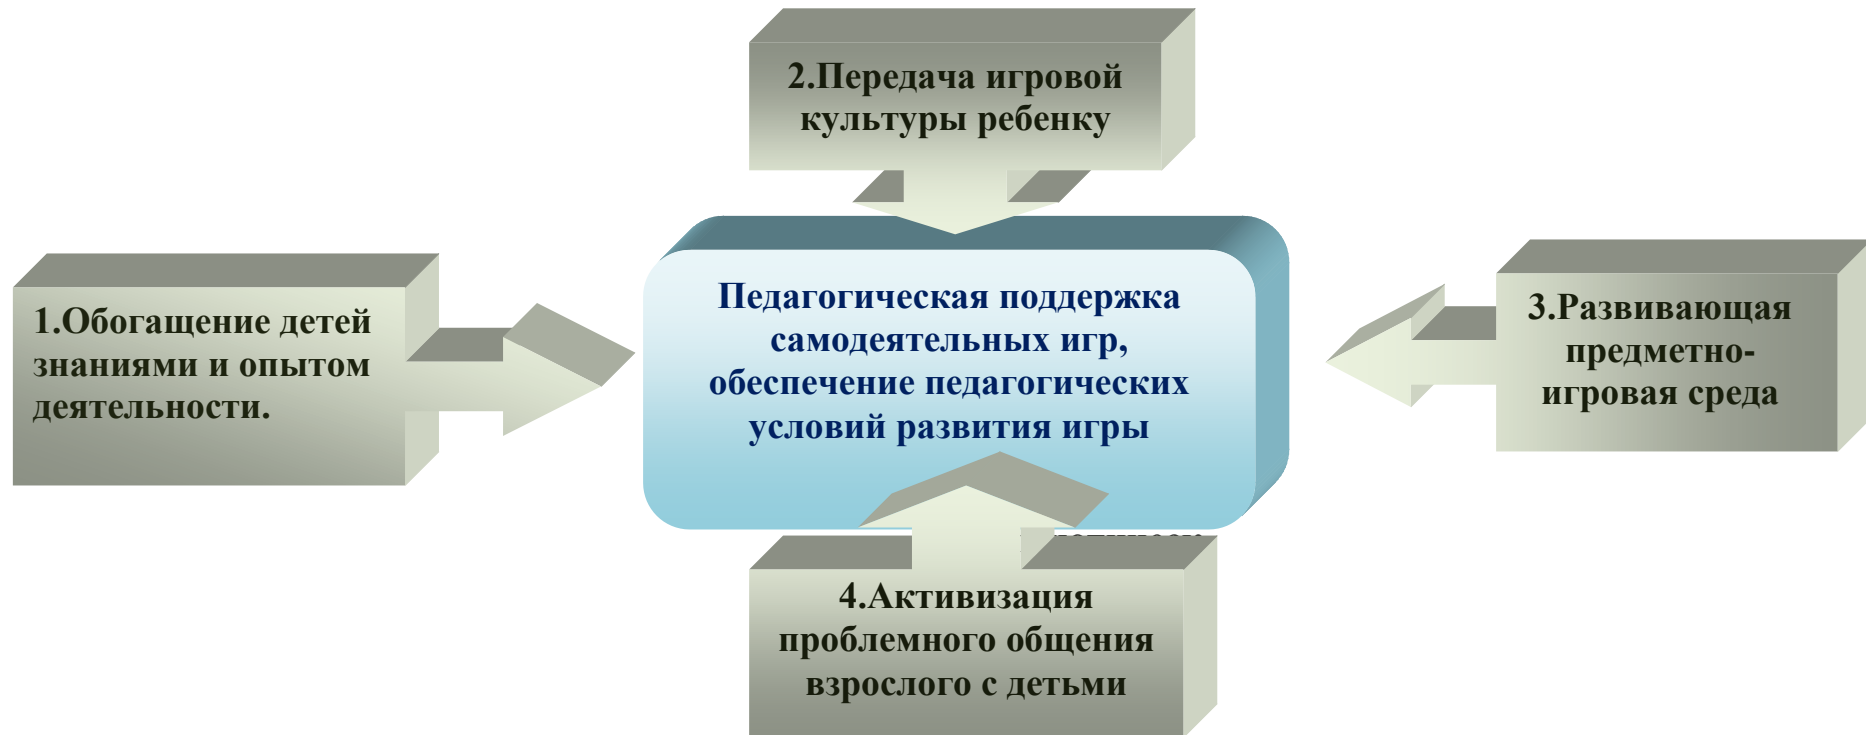 2.Передача игровой
культуры ребенку
1.Обогащение детей
знаниями и опытом
деятельности.
Педагогическая поддержка
самодеятельных игр,
обеспечение педагогических
условий развития игры
3.Развивающая
предметно-
игровая среда
4.Активизация
проблемного общения
взрослого с детьми